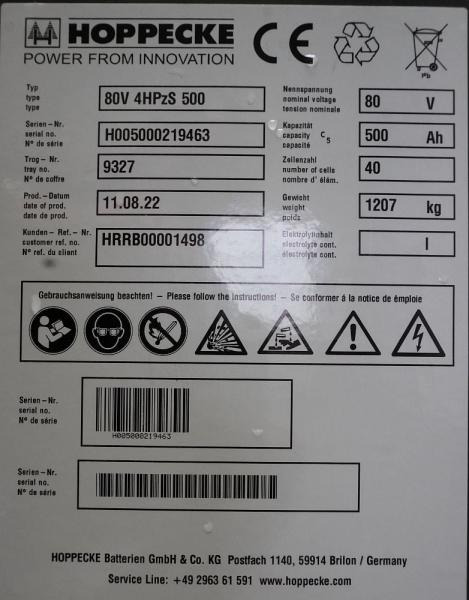 HOPPECKE
POWER FROM INNOVATION
CE
Pb
Typ
type
type
80V 4HPzS 500
Nennspannung
nominal voltage
tension nominale
80 V
Serien – Nr.
serial no.
N° de série
H005000219463
Kapazität
capacity C5
capacité
500 Ah
Trog – Nr.
tray no.
N° de coffre
9327
Zellenzahl
number of cells
nombre d' élém.
40
Prod. – Datum
date of prod.
date de prod.
11.08.22
Gewicht
weight
poids
1207 kg
Kunden – Ref. – Nr.
customer ref. no.
N° ref. du client
HRRB00001498
Elektrolytinhalt
electrolyte cont.
électrolyte cont.
l
Gebrauchsanweisung beachten! – Please follow the instructions! – Se conformer á la notice de émploie
Serien – Nr.
serial no.
N° de série
H005000219463
Serien – Nr.
serial no.
N° de série
HOPPECKE Batterien GmbH & Co. KG Postfach 1140, 59914 Brilon / Germany
Service Line: +49 2963 61 591 www.hoppecke.com